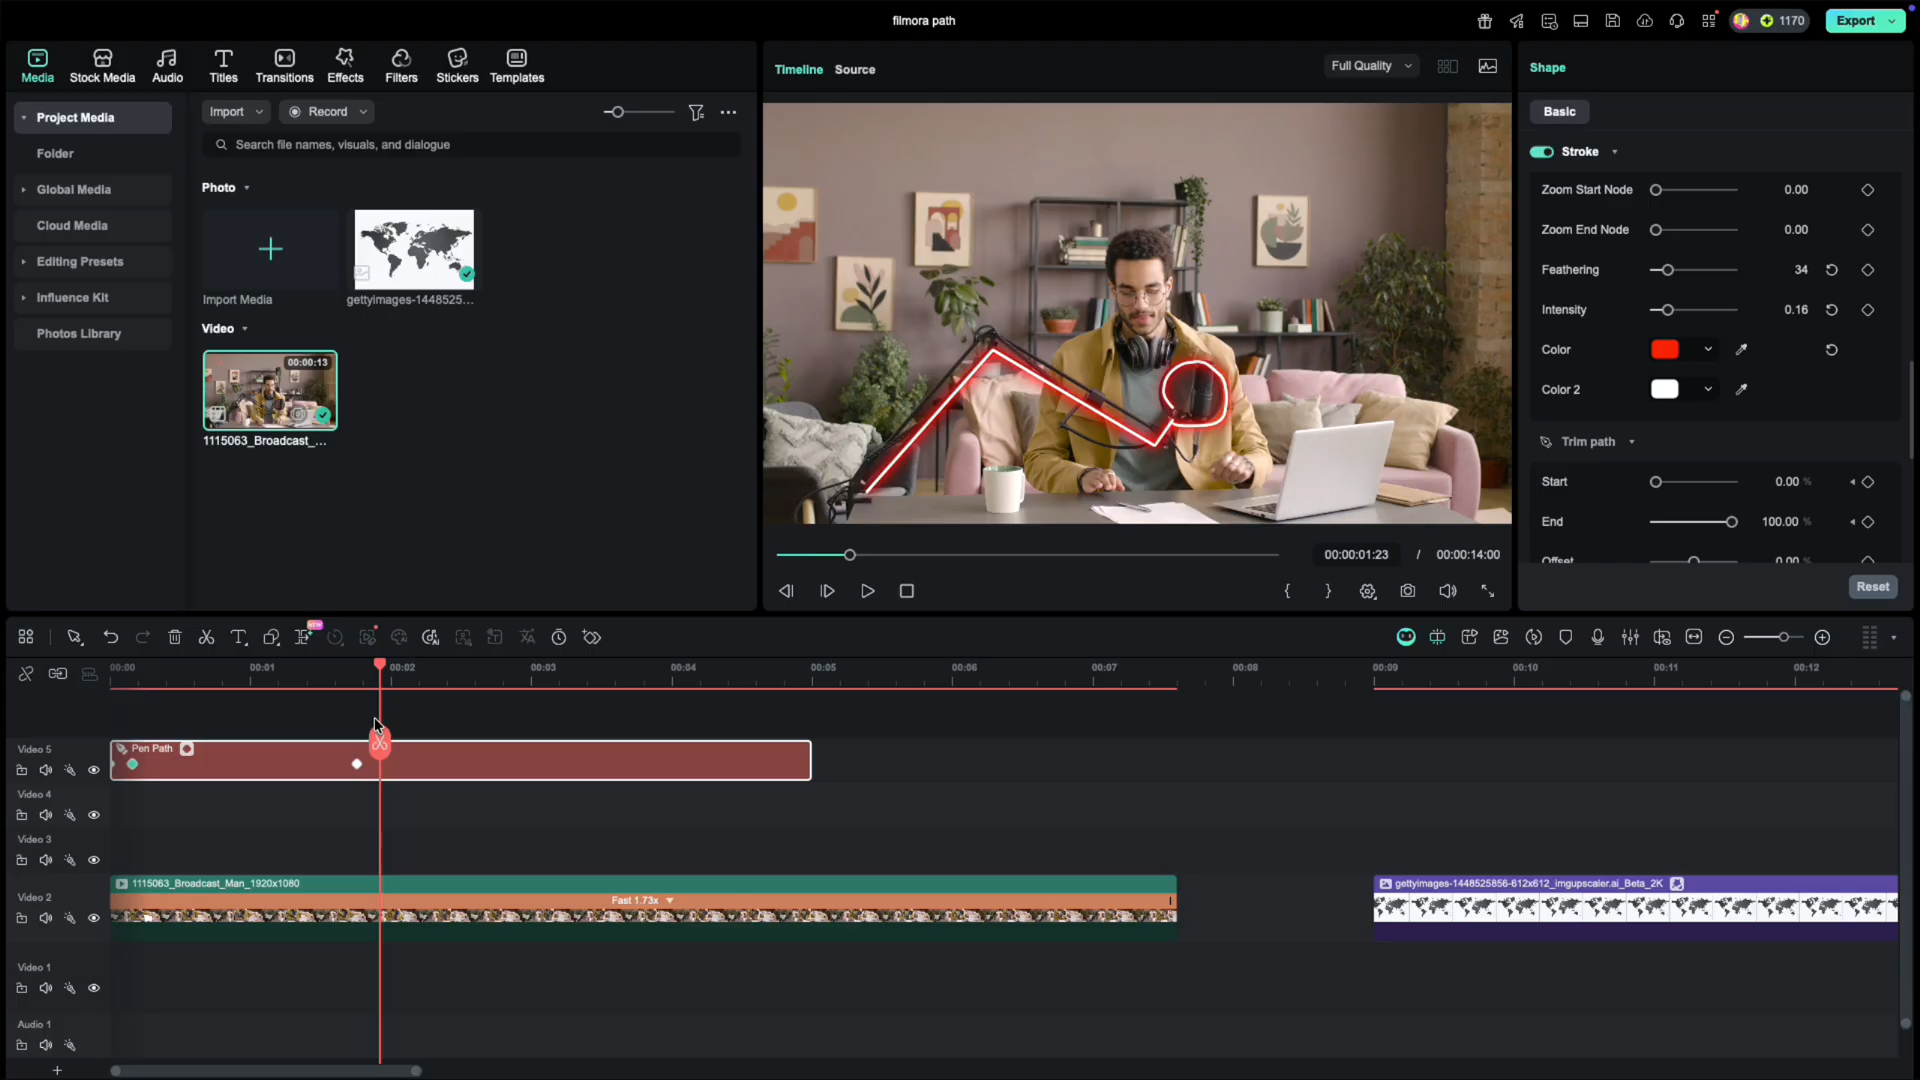 filmora path
1170
Export
Media
Stock Media
Audio
Titles
Transitions
Effects
Filters
Stickers
Templates
Project Media
Folder
Global Media
Cloud Media
Editing Presets
Influence Kit
Photos Library
Import
Record
Search file names, visuals, and dialogue
Photo
Import Media
gettyimages-1448525...
Video
00:00:13
1115063_Broadcast_...
Timeline
Source
Full Quality
00:00:01:23
/
00:00:14:00
Shape
Basic
Stroke
Zoom Start Node
0.00
Zoom End Node
0.00
Feathering
34
Intensity
0.16
Color
Color 2
Trim path
Start
0.00 %
End
100.00 %
Offset
0.00 %
Reset
NEW
00:00
00:01
00:02
00:03
00:04
00:05
00:06
00:07
00:08
00:09
00:10
00:11
00:12
Video 5
Pen Path
Video 4
Video 3
Video 2
1115063_Broadcast_Man_1920x1080
Fast 1.73x
gettyimages-1448525856-612x612_imgupscaler.ai_Beta_2K
Video 1
Audio 1